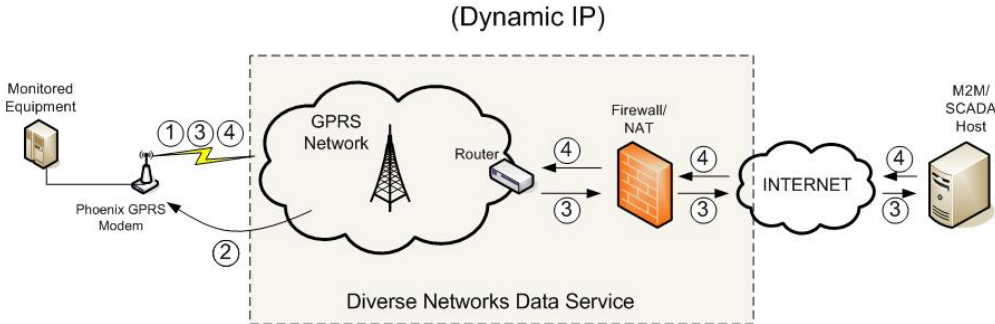 (Dynamic IP)
Monitored
Equipment
M2M/
SCADA
Host
Firewall/
NAT
GPRS
Network
1 3 4
Router
4
4
4
INTERNET
3
3
3
Phoenix GPRS
Modem
2
Diverse Networks Data Service